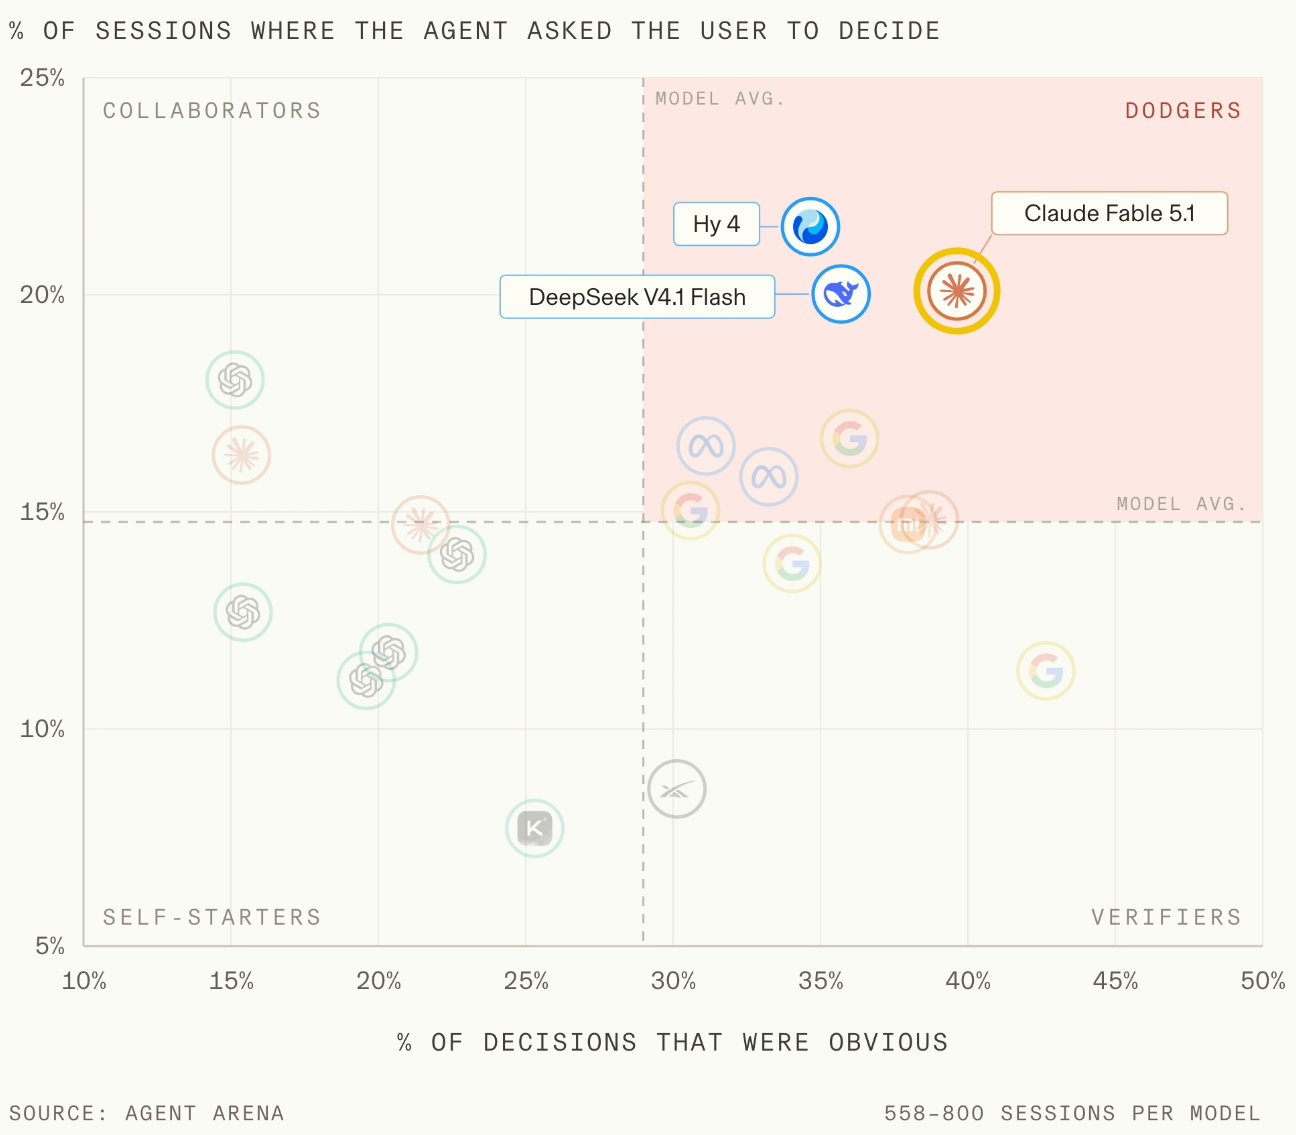 % OF SESSIONS WHERE THE AGENT ASKED THE USER TO DECIDE
25%
COLLABORATORS
MODEL AVG.
DODGERS
Hy 4
Claude Fable 5.1
20%
DeepSeek V4.1 Flash
15%
MODEL AVG.
10%
SELF-STARTERS
VERIFIERS
5%
10% 15% 20% 25% 30% 35% 40% 45% 50%
% OF DECISIONS THAT WERE OBVIOUS
SOURCE: AGENT ARENA
558-800 SESSIONS PER MODEL